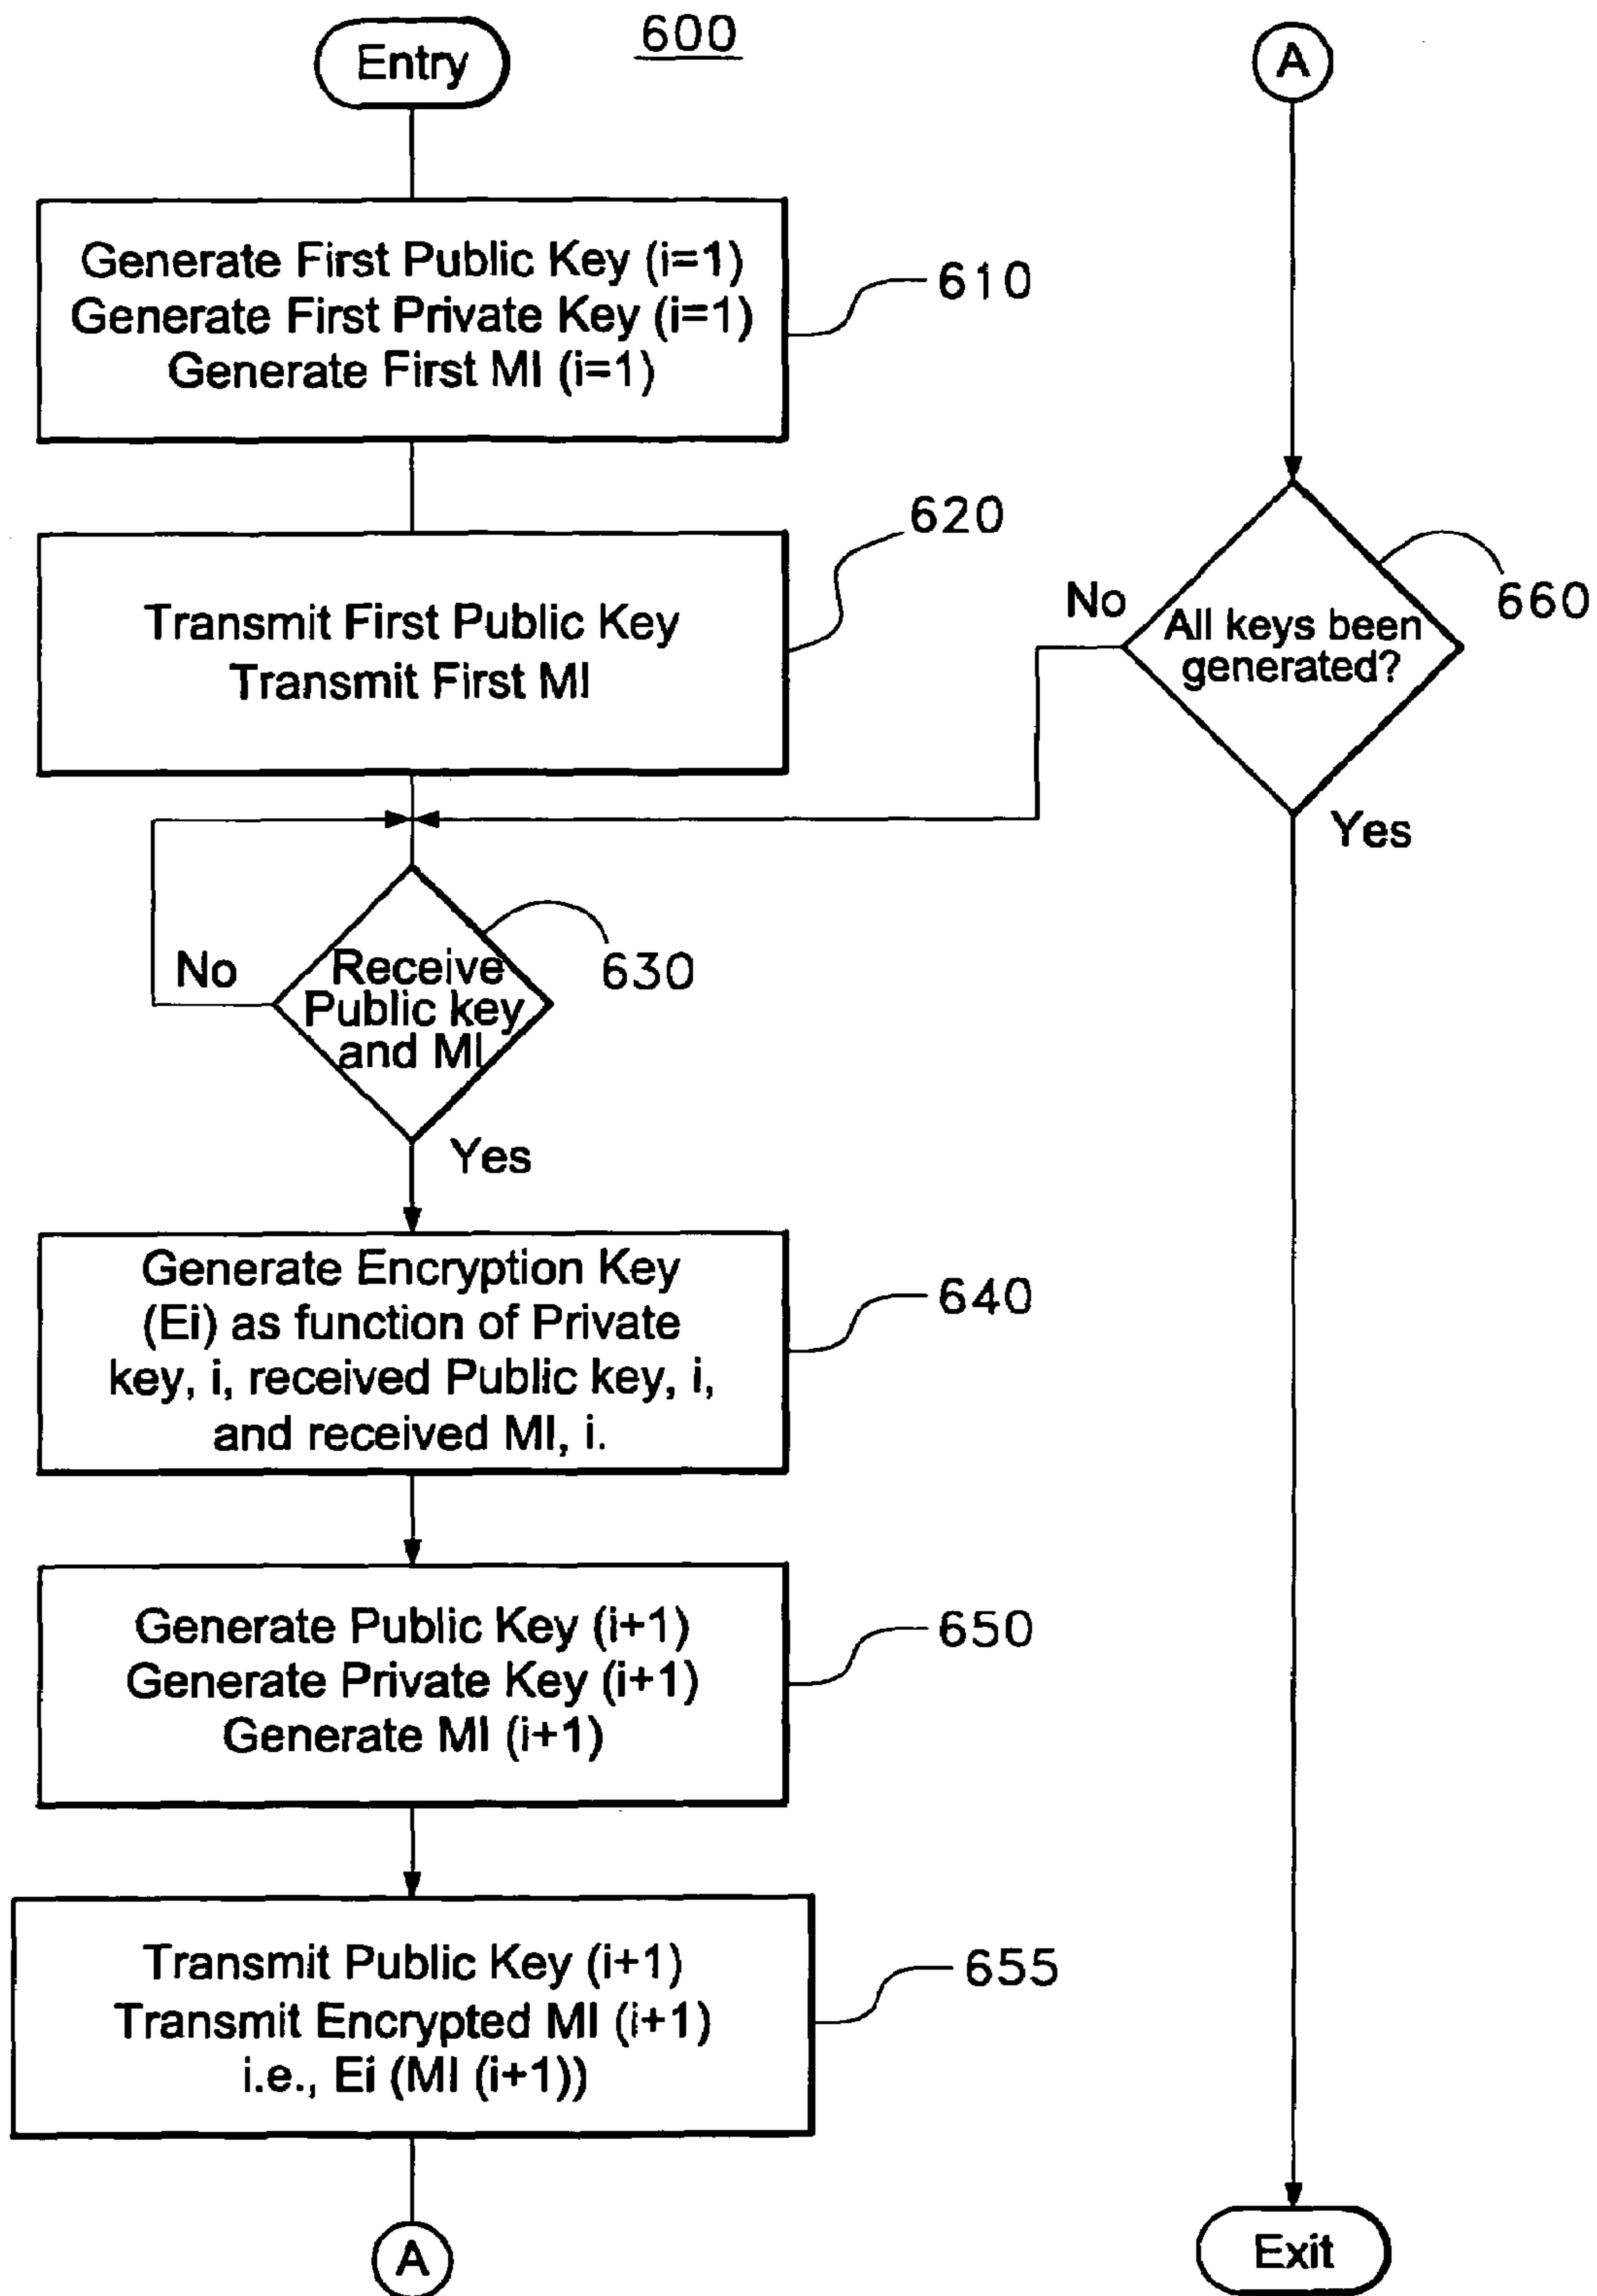 600
Entry
Generate First Public Key (i=1)
Generate First Private Key (i=1)
Generate First MI (i=1)
610
Transmit First Public Key
Transmit First MI
620
No
Receive
Public key
and MI
630
Yes
Generate Encryption Key
(Ei) as function of Private
key, i, received Public key, i,
and received MI, i.
640
Generate Public Key (i+1)
Generate Private Key (i+1)
Generate MI (i+1)
650
Transmit Public Key (i+1)
Transmit Encrypted MI (i+1)
i.e., Ei (MI (i+1))
655
A
A
No
All keys been
generated?
660
Yes
Exit